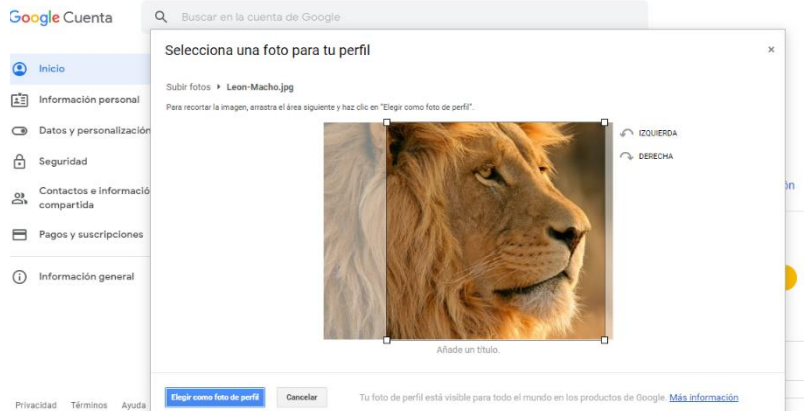 Google Cuenta
Buscar en la cuenta de Google
Inicio
Información personal
Datos y personalización
Seguridad
Contactos e informació
compartida
Pagos y suscripciones
Información general
Privacidad Términos Ayuda
Selecciona una foto para tu perfil
×
Subir fotos Leon-Macho.jpg
Para recortar la imagen, arrastra el área siguiente y haz clic en "Elegir como foto de perfil".
IZQUIERDA
DERECHA
Añade un título.
Elegir como foto de perfil Cancelar Tu foto de perfil está visible para todo el mundo en los productos de Google. Más información
ón